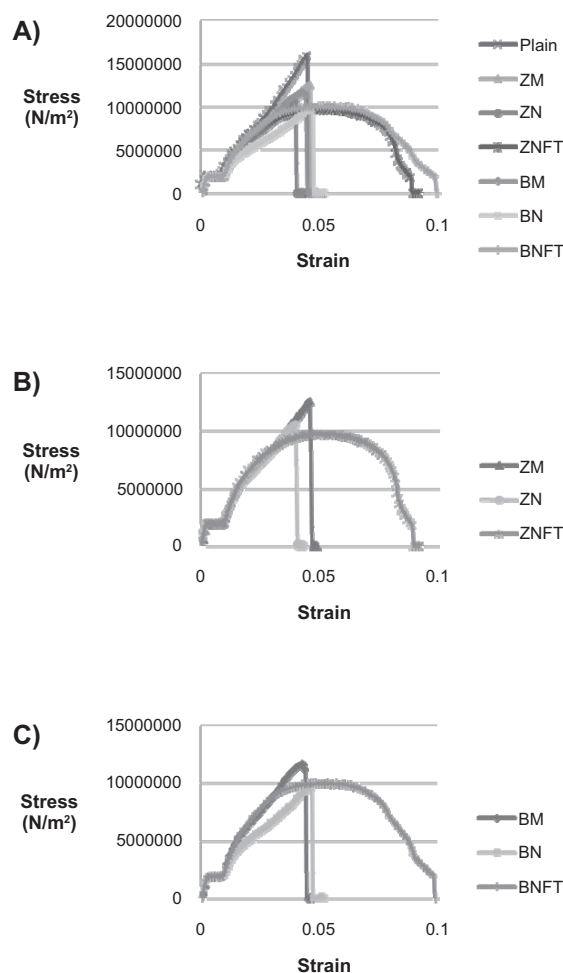 A)
Stress
(N/m²)
20000000
15000000
10000000
5000000
0
0
0.05
0.1
Strain
Plain
ZM
ZN
ZNFT
BM
BN
BNFT
B)
Stress
(N/m²)
15000000
10000000
5000000
0
0
0.05
0.1
Strain
ZM
ZN
ZNFT
C)
Stress
(N/m²)
15000000
10000000
5000000
0
0
0.05
0.1
Strain
BM
BN
BNFT